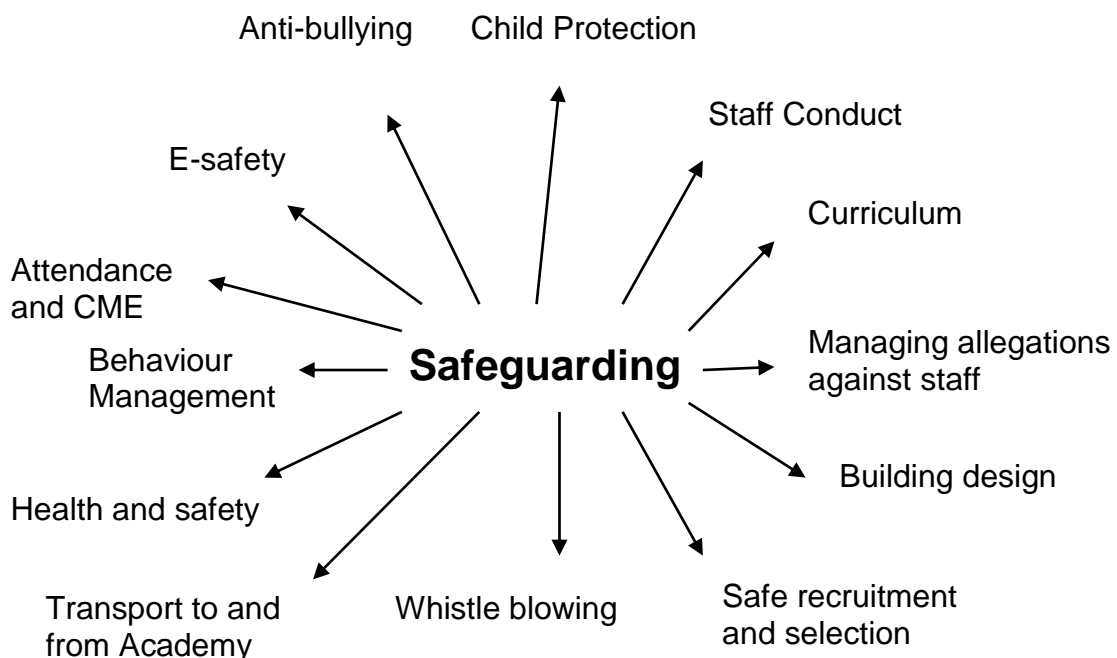 Anti-bullying
Child Protection
Staff Conduct
E-safety
Curriculum
Attendance
and CME
Managing allegations
against staff
Behaviour
Management
Safeguarding
Building design
Health and safety
Safe recruitment
and selection
Whistle blowing
Transport to and
from Academy